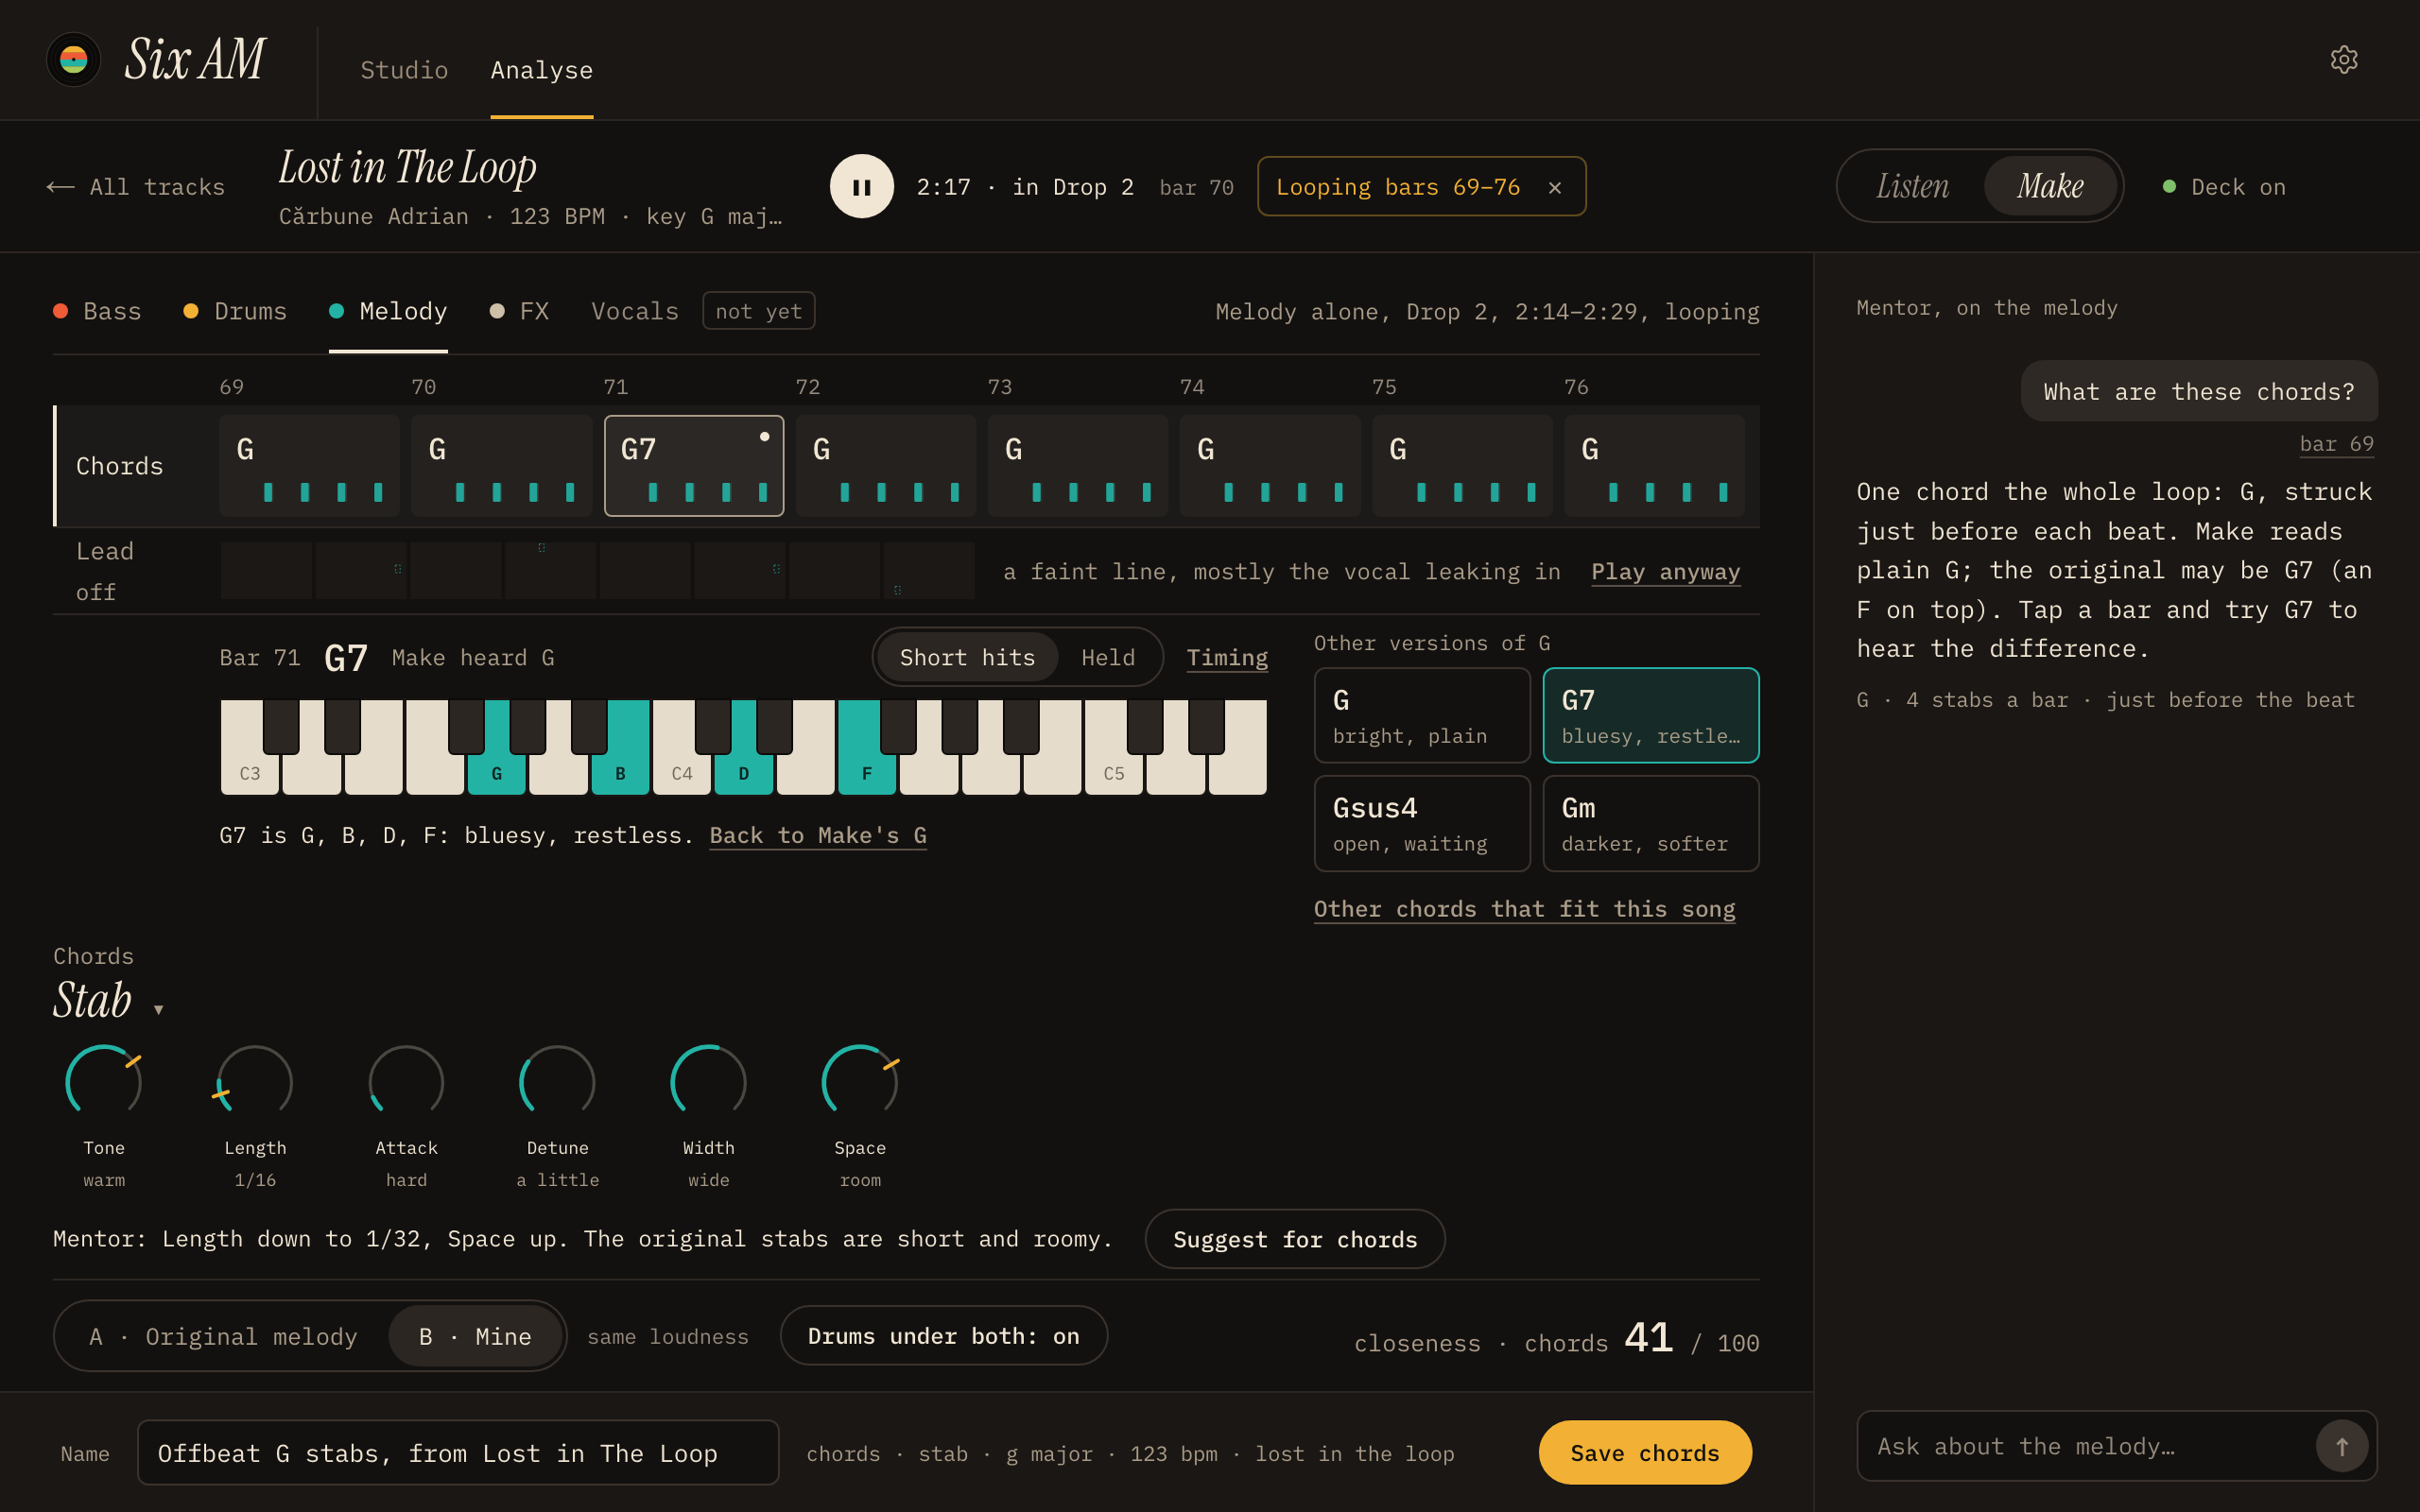 Six AM
Studio
Analyse
← All tracks
Lost in The Loop
Cărbune Adrian · 123 BPM · key G maj…
2:17 · in Drop 2
bar 70
Looping bars 69–76 ×
Listen
Make
Deck on
Bass
Drums
Melody
FX
Vocals
not yet
Melody alone, Drop 2, 2:14–2:29, looping
69 70 71 72 73 74 75 76
Chords
G G G7 G G G G G
Lead
off
a faint line, mostly the vocal leaking in
Play anyway
Bar 71 G7 Make heard G
Short hits
Held
Timing
C3 G B C4 D F C5
G7 is G, B, D, F: bluesy, restless. Back to Make's G
Other versions of G
G
bright, plain
G7
bluesy, restle…
Gsus4
open, waiting
Gm
darker, softer
Other chords that fit this song
Chords
Stab ▾
Tone
warm
Length
1/16
Attack
hard
Detune
a little
Width
wide
Space
room
Mentor: Length down to 1/32, Space up. The original stabs are short and roomy.
Suggest for chords
A · Original melody
B · Mine
same loudness
Drums under both: on
closeness · chords 41 / 100
Name
Offbeat G stabs, from Lost in The Loop
chords · stab · g major · 123 bpm · lost in the loop
Save chords
Mentor, on the melody
What are these chords?
bar 69
One chord the whole loop: G, struck
just before each beat. Make reads
plain G; the original may be G7 (an
F on top). Tap a bar and try G7 to
hear the difference.
G · 4 stabs a bar · just before the beat
Ask about the melody…
↑